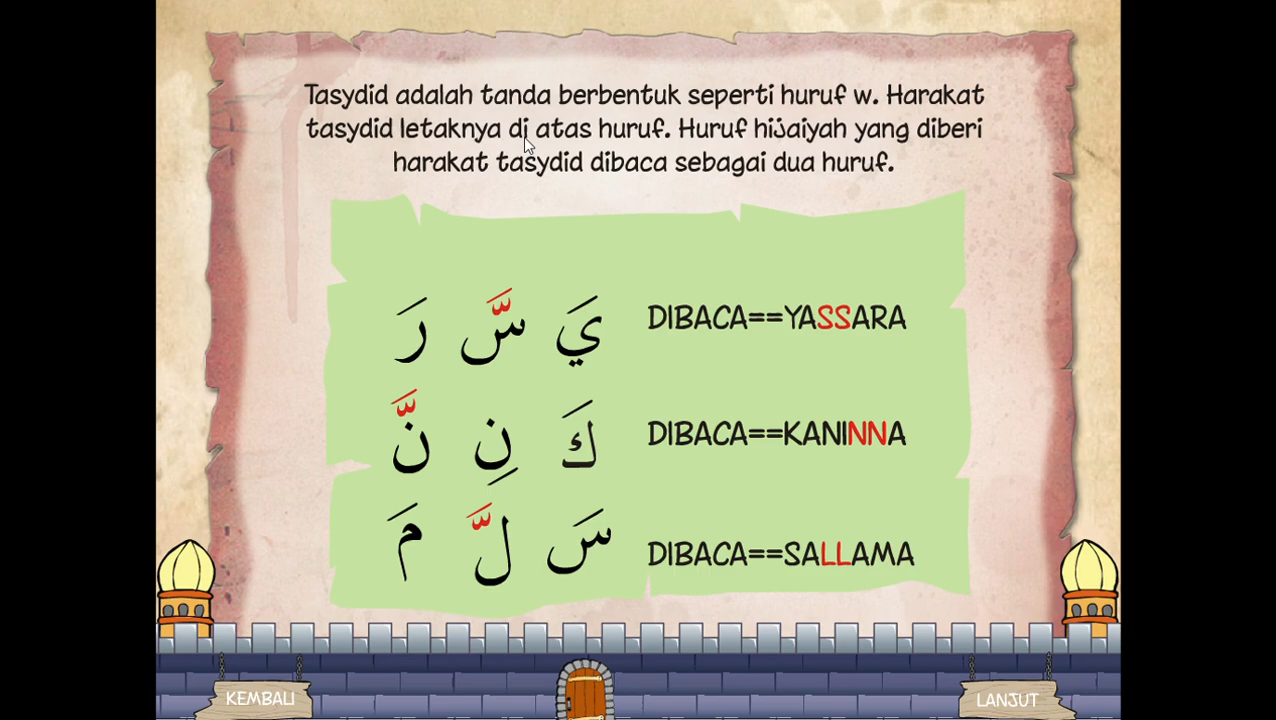 Tasydid adalah tanda berbentuk seperti huruf w. Harakat
tasydid letaknya di atas huruf. Huruf hijaiyah yang diberi
harakat tasydid dibaca sebagai dua huruf.
يَ سَّ رَ DIBACA==YASSARA
كَ نِ نَّ DIBACA==KANINNA
سَ لَّ مَ DIBACA==SALLAMA
KEMBALI LANJUT